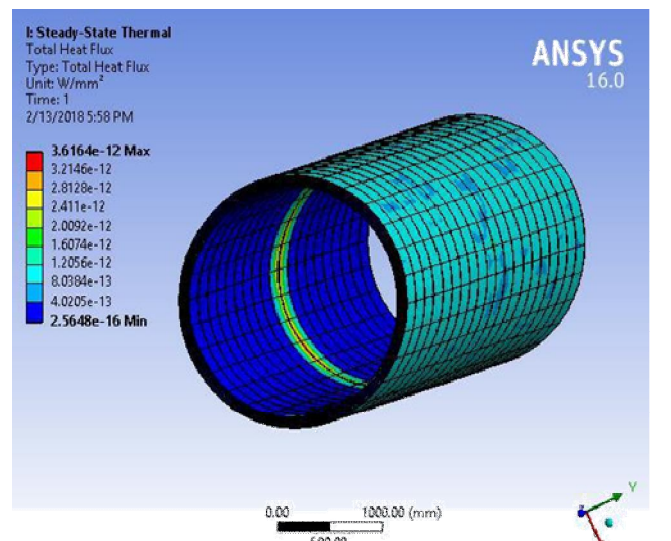 I: Steady-State Thermal
Total Heat Flux
Type: Total Heat Flux
Unit: W/mm²
Time: 1
2/13/2018 5:58 PM
3.6164e-12 Max
3.2146e-12
2.8128e-12
2.411e-12
2.0092e-12
1.6074e-12
1.2056e-12
8.0384e-13
4.0205e-13
2.5648e-16 Min
ANSYS
16.0
0.00 1000.00 (mm)
500.00
Y